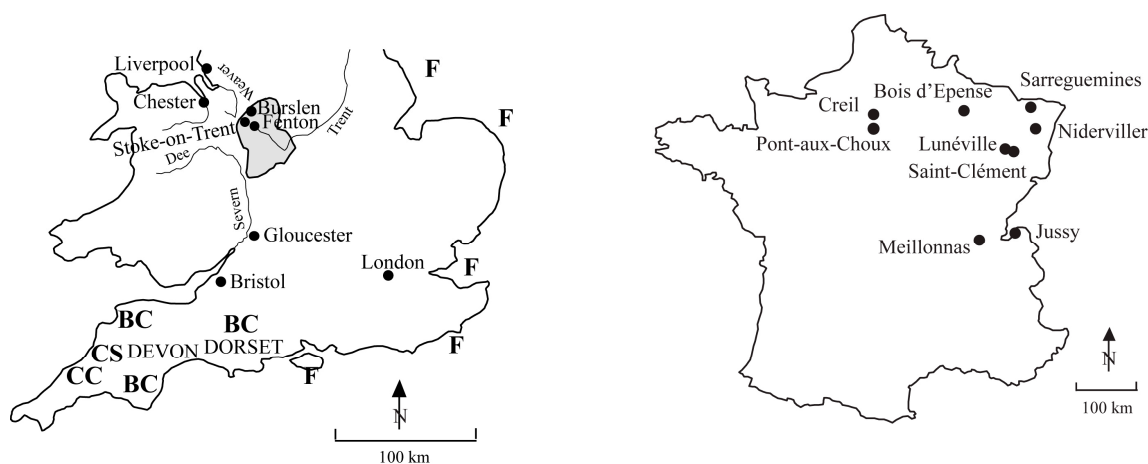 Liverpool
Weaver
Chester
Burslen
Fenton
Stoke-on-Trent
Trent
Dee
Severn
Gloucester
London
Bristol
F
F
F
F
F
BC
BC
CS DEVON DORSET
CC
BC
N
100 km
Sarreguemines
Bois d’Epense
Creil
Niderviller
Pont-aux-Choux
Lunéville
Saint-Clément
Jussy
Meillonnas
N
100 km